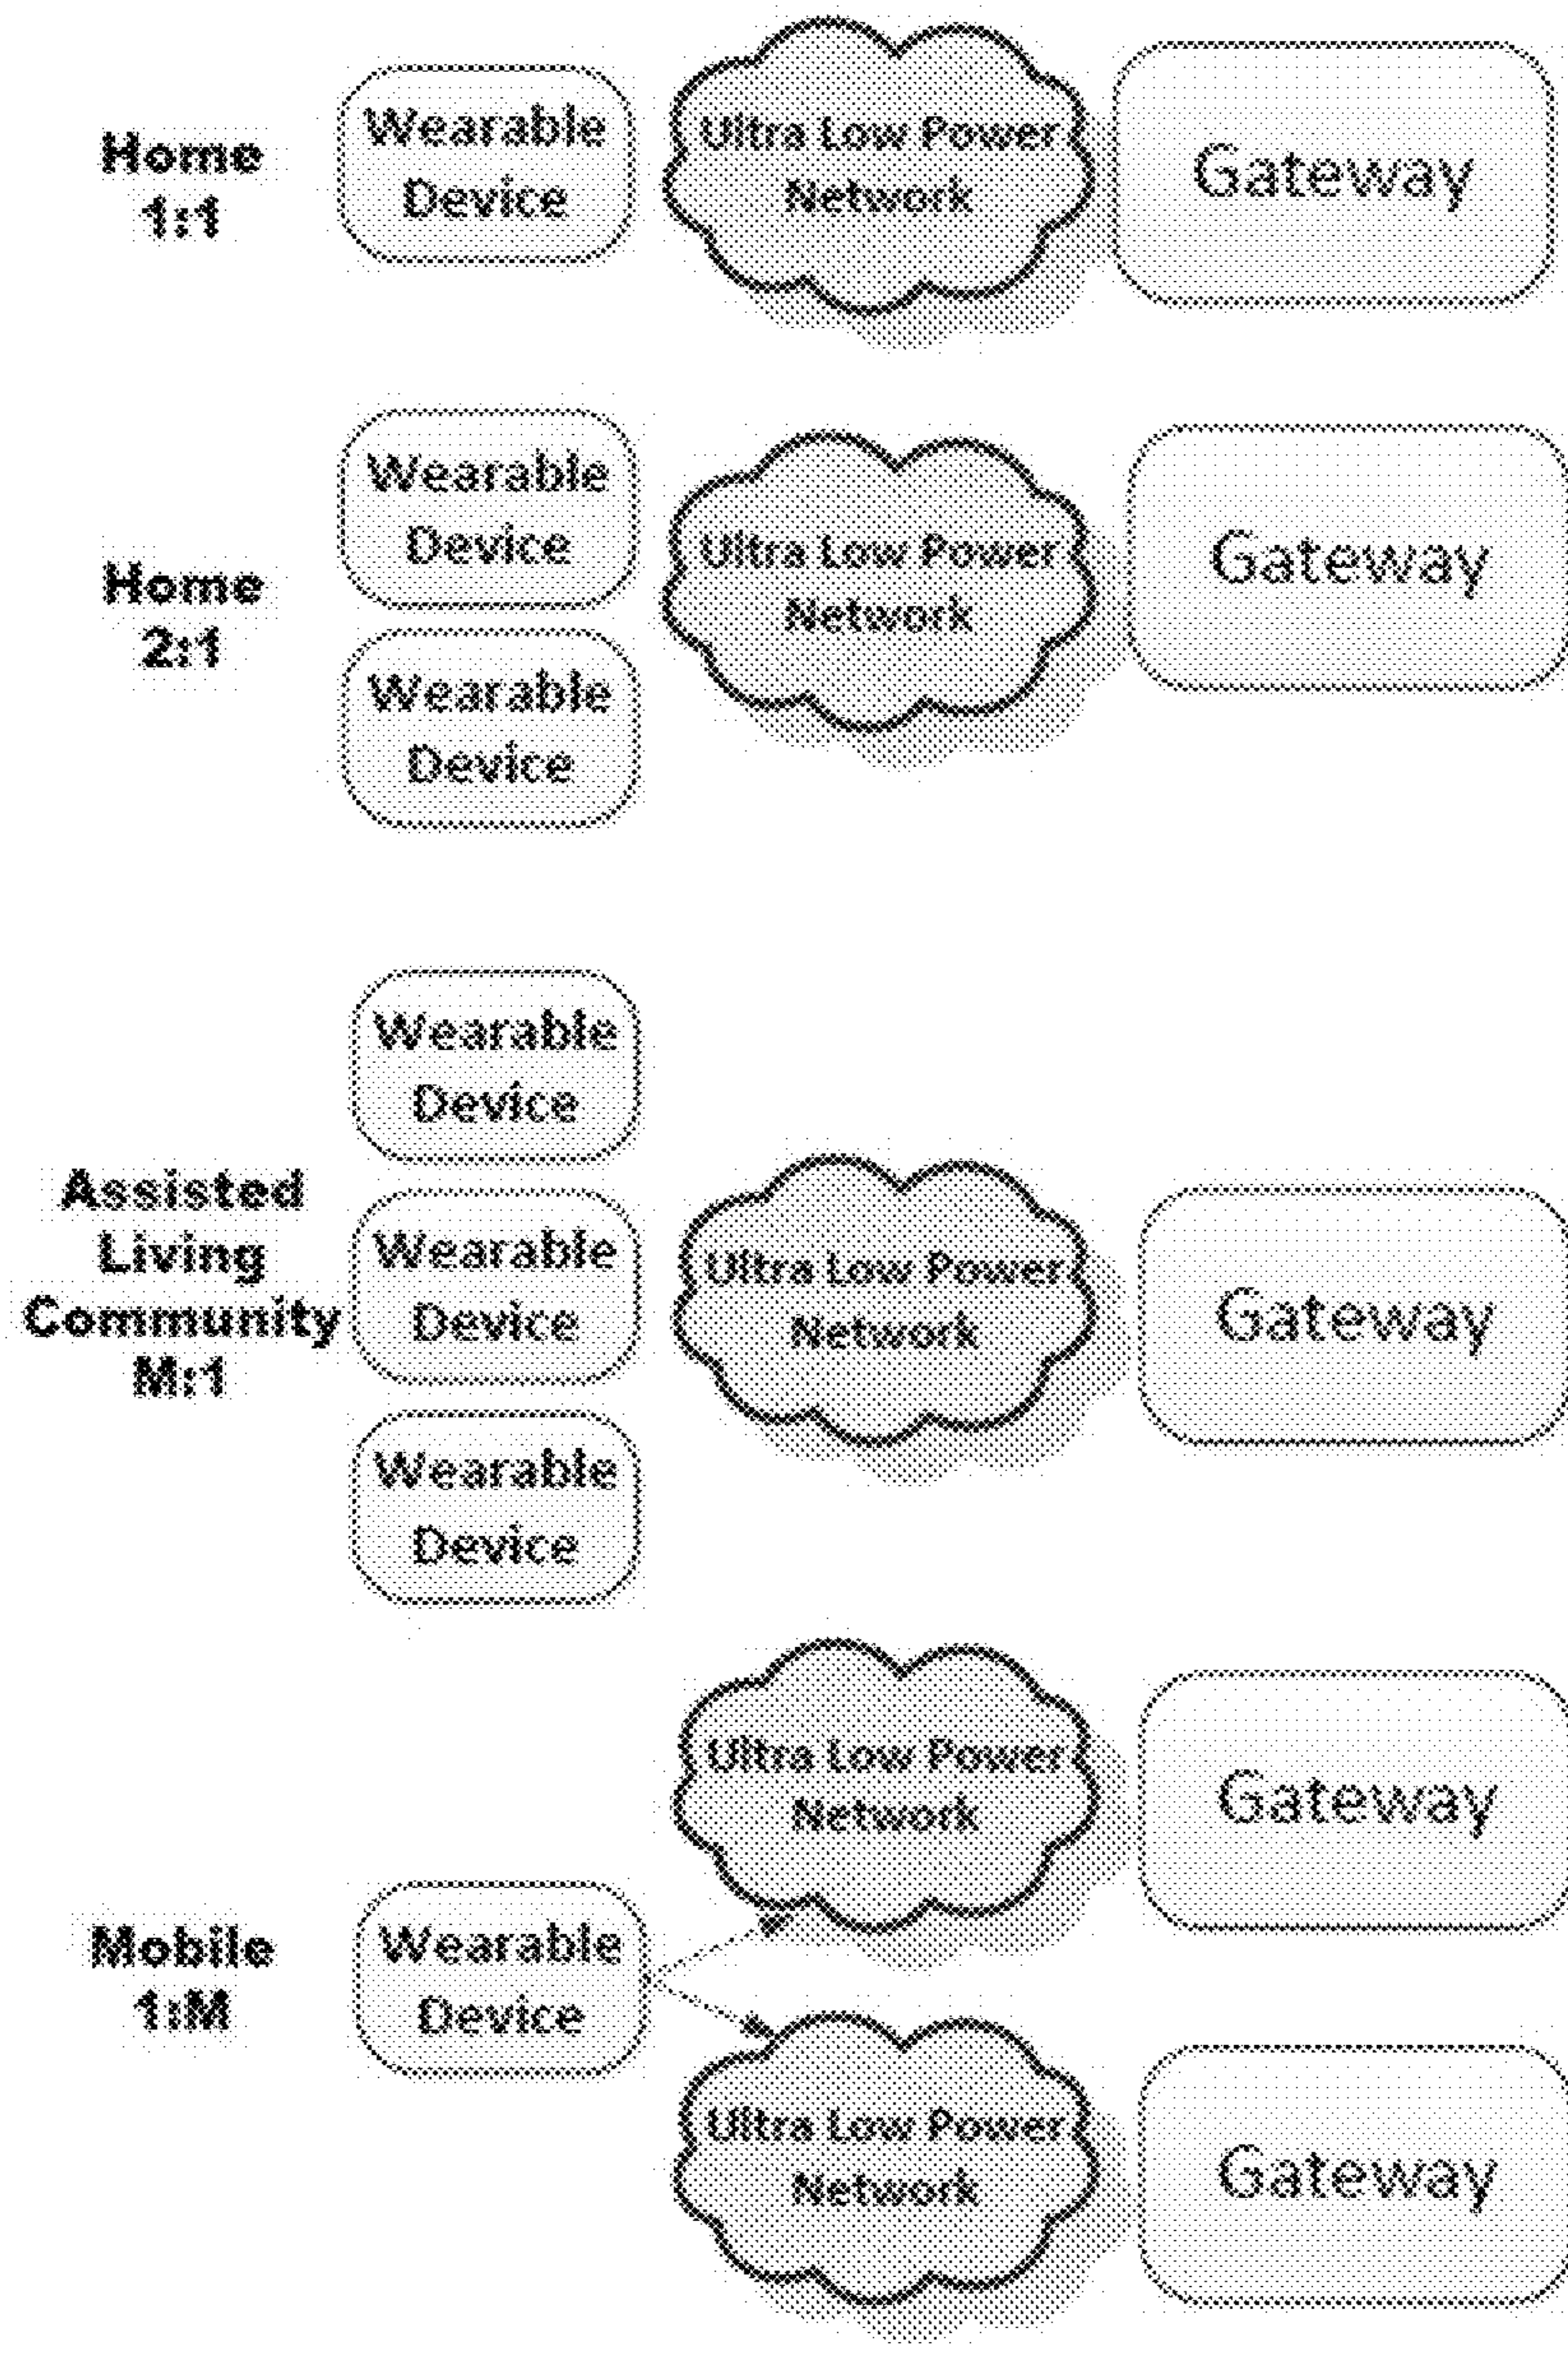 Home
1:1
Wearable
Device
Ultra Low Power
Network
Gateway
Home
2:1
Wearable
Device
Wearable
Device
Ultra Low Power
Network
Gateway
Assisted
Living
Community
M:1
Wearable
Device
Wearable
Device
Wearable
Device
Ultra Low Power
Network
Gateway
Mobile
1:M
Wearable
Device
Ultra Low Power
Network
Gateway
Ultra Low Power
Network
Gateway